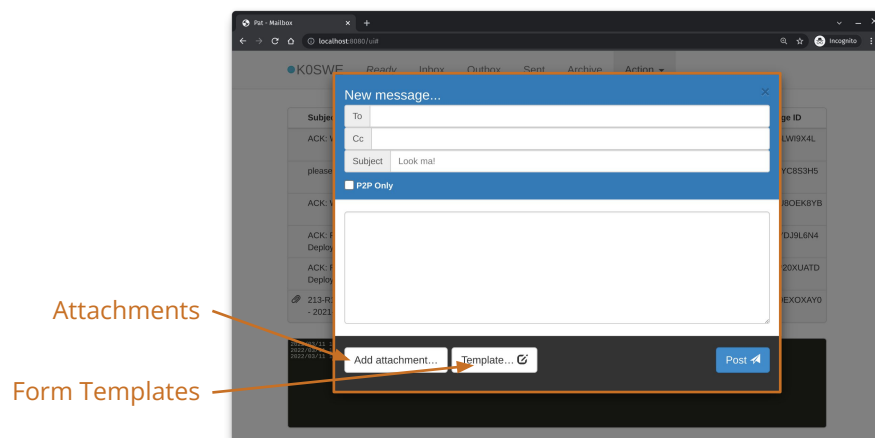 Pat - Mailbox × +
localhost:8080/ui# Incognito
K0SWE Ready Inbox Outbox Sent Archive Action
New message... ×
To
Cc
Subject Look ma!
P2P Only
Subje ge ID
ACK: LWI9X4L
please YC8S3H5
ACK: J8OEK8YB
ACK: DJ9L6N4
Deploy
ACK: 20XUATD
Deploy
213-R EXOXAY0
- 2021
Attachments
Add attachment... Template... Post
Form Templates